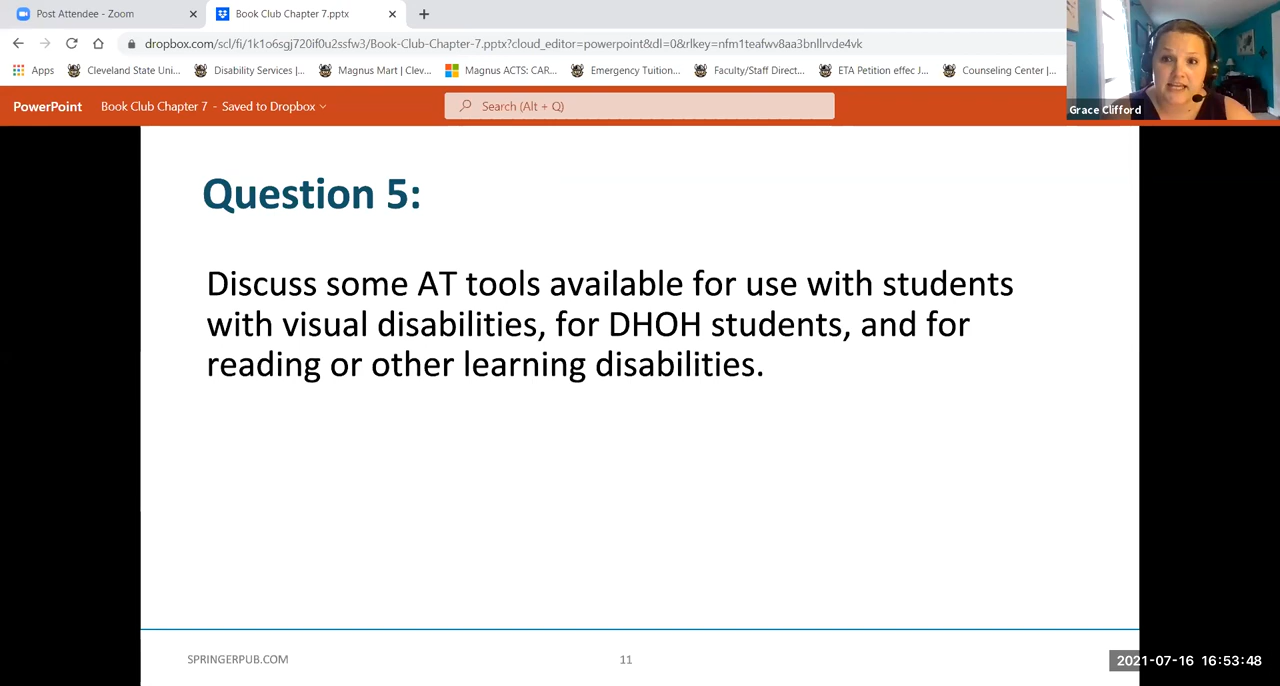 Post Attendee - Zoom
Book Club Chapter 7.pptx
dropbox.com/scl/fi/1k1o6sgj720if0u2ssfw3/Book-Club-Chapter-7.pptx?cloud_editor=powerpoint&dl=0&rlkey=nfm1teafwv8aa3bnllrvde4vk
Apps Cleveland State Uni... Disability Services |... Magnus Mart | Clev... Magnus ACTS: CAR... Emergency Tuition... Faculty/Staff Direct... ETA Petition effec J... Counseling Center |...
PowerPoint Book Club Chapter 7 - Saved to Dropbox Search (Alt + Q)
Grace Clifford
Question 5:
Discuss some AT tools available for use with students
with visual disabilities, for DHOH students, and for
reading or other learning disabilities.
SPRINGERPUB.COM 11
2021-07-16 16:53:48